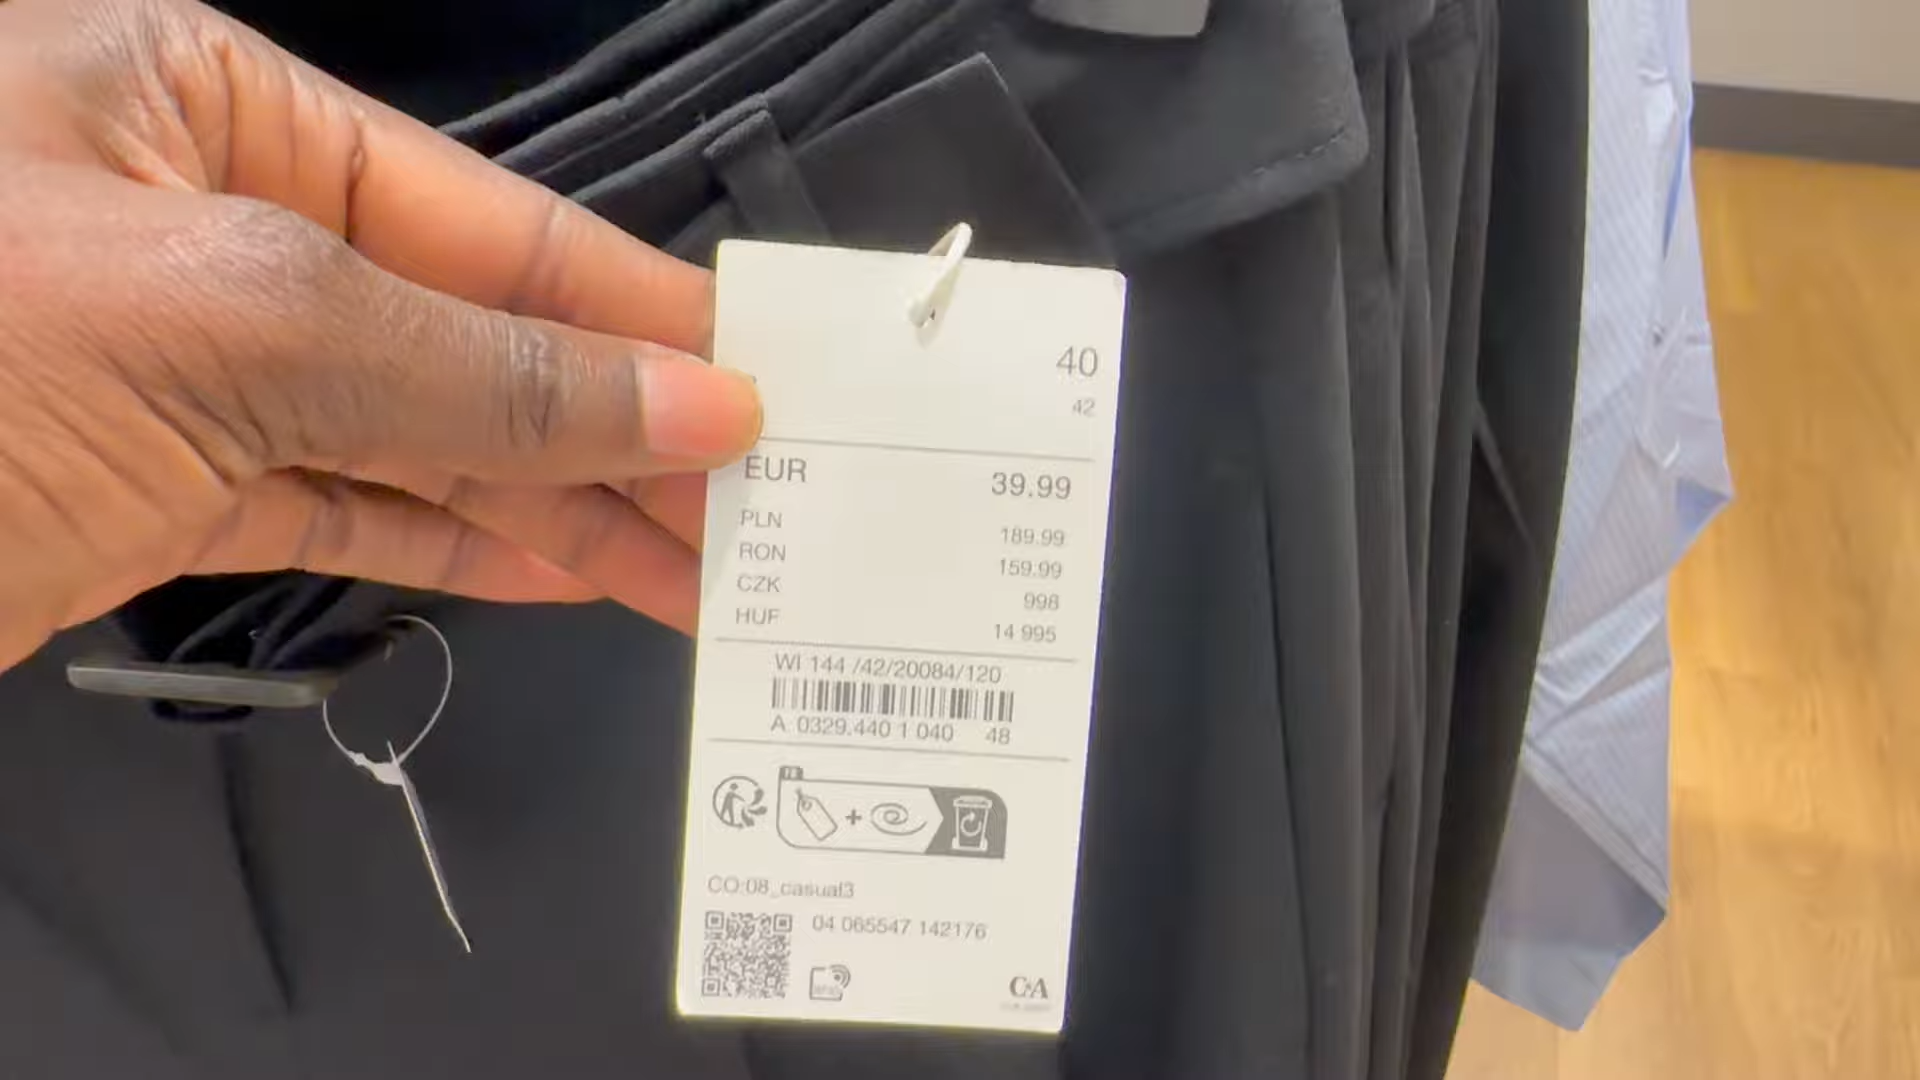 40
42
EUR 39.99
PLN 189.99
RON 159.99
CZK 998
HUF 14 995
WI 144 /42/20084/120
A 0329.440 1 040 48
CO:08_casual3
04 065547 142176
C&A